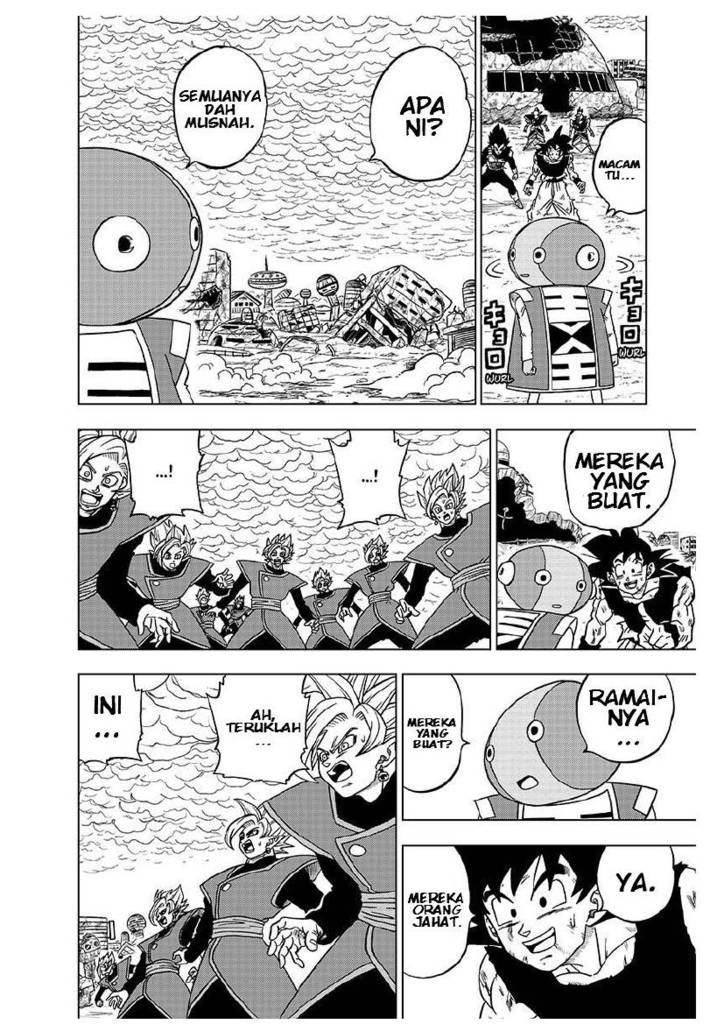 MACAM
TU...
キョロ
WURL
キョロ
WURL
APA
NI?
SEMUANYA
DAH
MUSNAH.
MEREKA
YANG
BUAT.
...!
...!
RAMAI-
NYA
...
MEREKA
YANG
BUAT?
YA.
MEREKA
ORANG
JAHAT.
AH,
TERUKLAH
...
INI
...